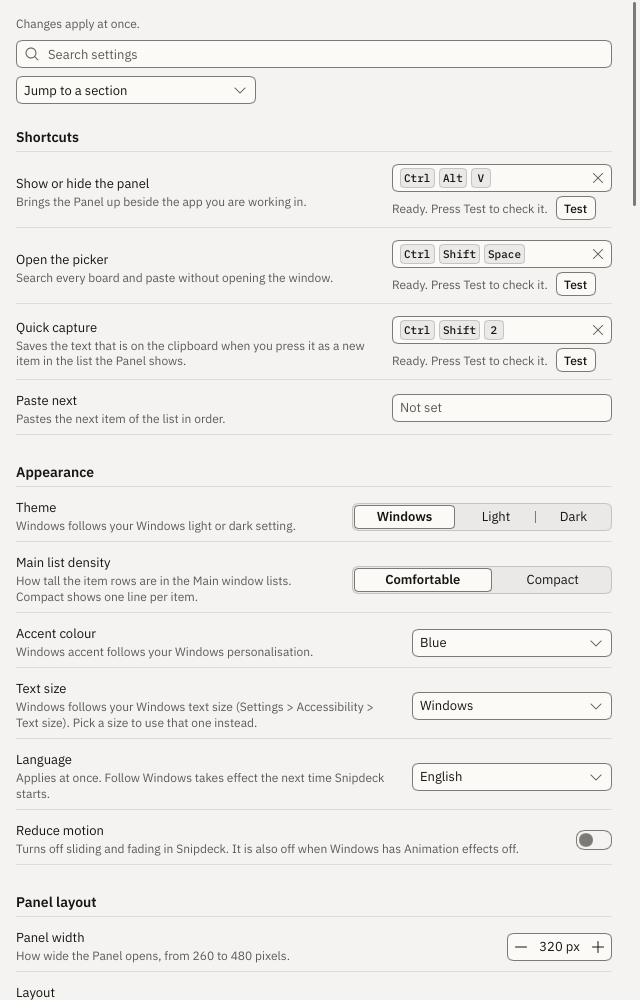 Changes apply at once.
Search settings
Jump to a section
Shortcuts
Show or hide the panel
Brings the Panel up beside the app you are working in.
Ctrl Alt V
Ready. Press Test to check it. Test
Open the picker
Search every board and paste without opening the window.
Ctrl Shift Space
Ready. Press Test to check it. Test
Quick capture
Saves the text that is on the clipboard when you press it as a new
item in the list the Panel shows.
Ctrl Shift 2
Ready. Press Test to check it. Test
Paste next
Pastes the next item of the list in order.
Not set
Appearance
Theme
Windows follows your Windows light or dark setting.
Windows Light Dark
Main list density
How tall the item rows are in the Main window lists.
Compact shows one line per item.
Comfortable Compact
Accent colour
Windows accent follows your Windows personalisation.
Blue
Text size
Windows follows your Windows text size (Settings > Accessibility >
Text size). Pick a size to use that one instead.
Windows
Language
Applies at once. Follow Windows takes effect the next time Snipdeck
starts.
English
Reduce motion
Turns off sliding and fading in Snipdeck. It is also off when Windows has Animation effects off.
Panel layout
Panel width
How wide the Panel opens, from 260 to 480 pixels.
320 px
Layout